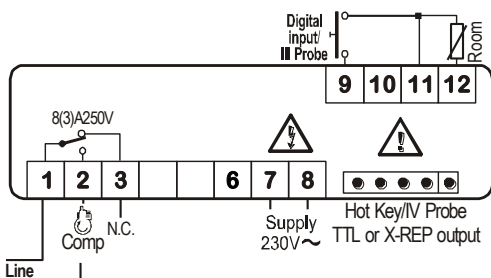 Digital
input/
III Probe
Room
9 10 11 12
8(3)A250V
1 2 3 6 7 8
Comp
N.C.
Supply
230V～
Hot Key/IV Probe
TTL or X-REP output
Line